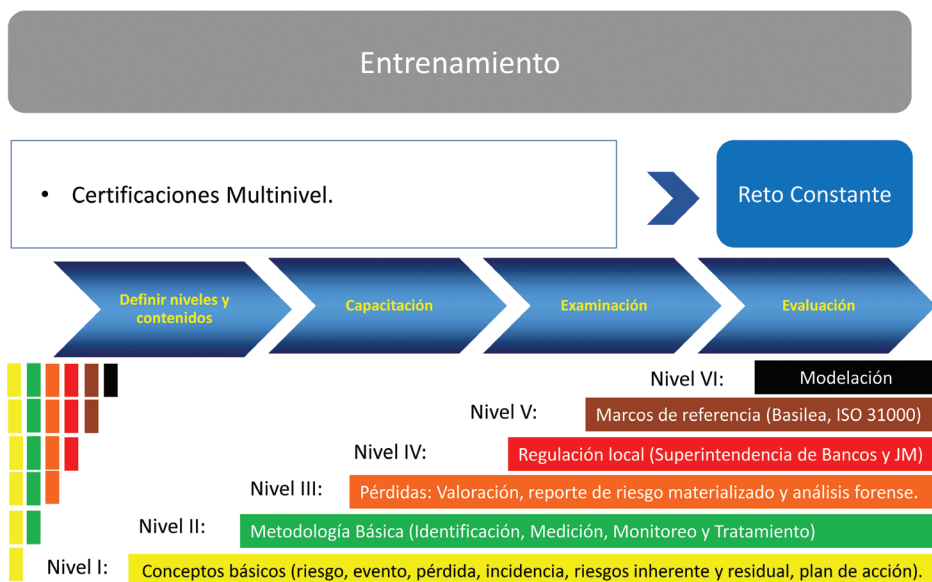 Entrenamiento
• Certificaciones Multinivel.
Reto Constante
Definir niveles y
contenidos
Capacitación
Examinación
Evaluación
Nivel VI: Modelación
Nivel V: Marcos de referencia (Basilea, ISO 31000)
Nivel IV: Regulación local (Superintendencia de Bancos y JM)
Nivel III: Pérdidas: Valoración, reporte de riesgo materializado y análisis forense.
Nivel II: Metodología Básica (Identificación, Medición, Monitoreo y Tratamiento)
Nivel I: Conceptos básicos (riesgo, evento, pérdida, incidencia, riesgos inherente y residual, plan de acción).